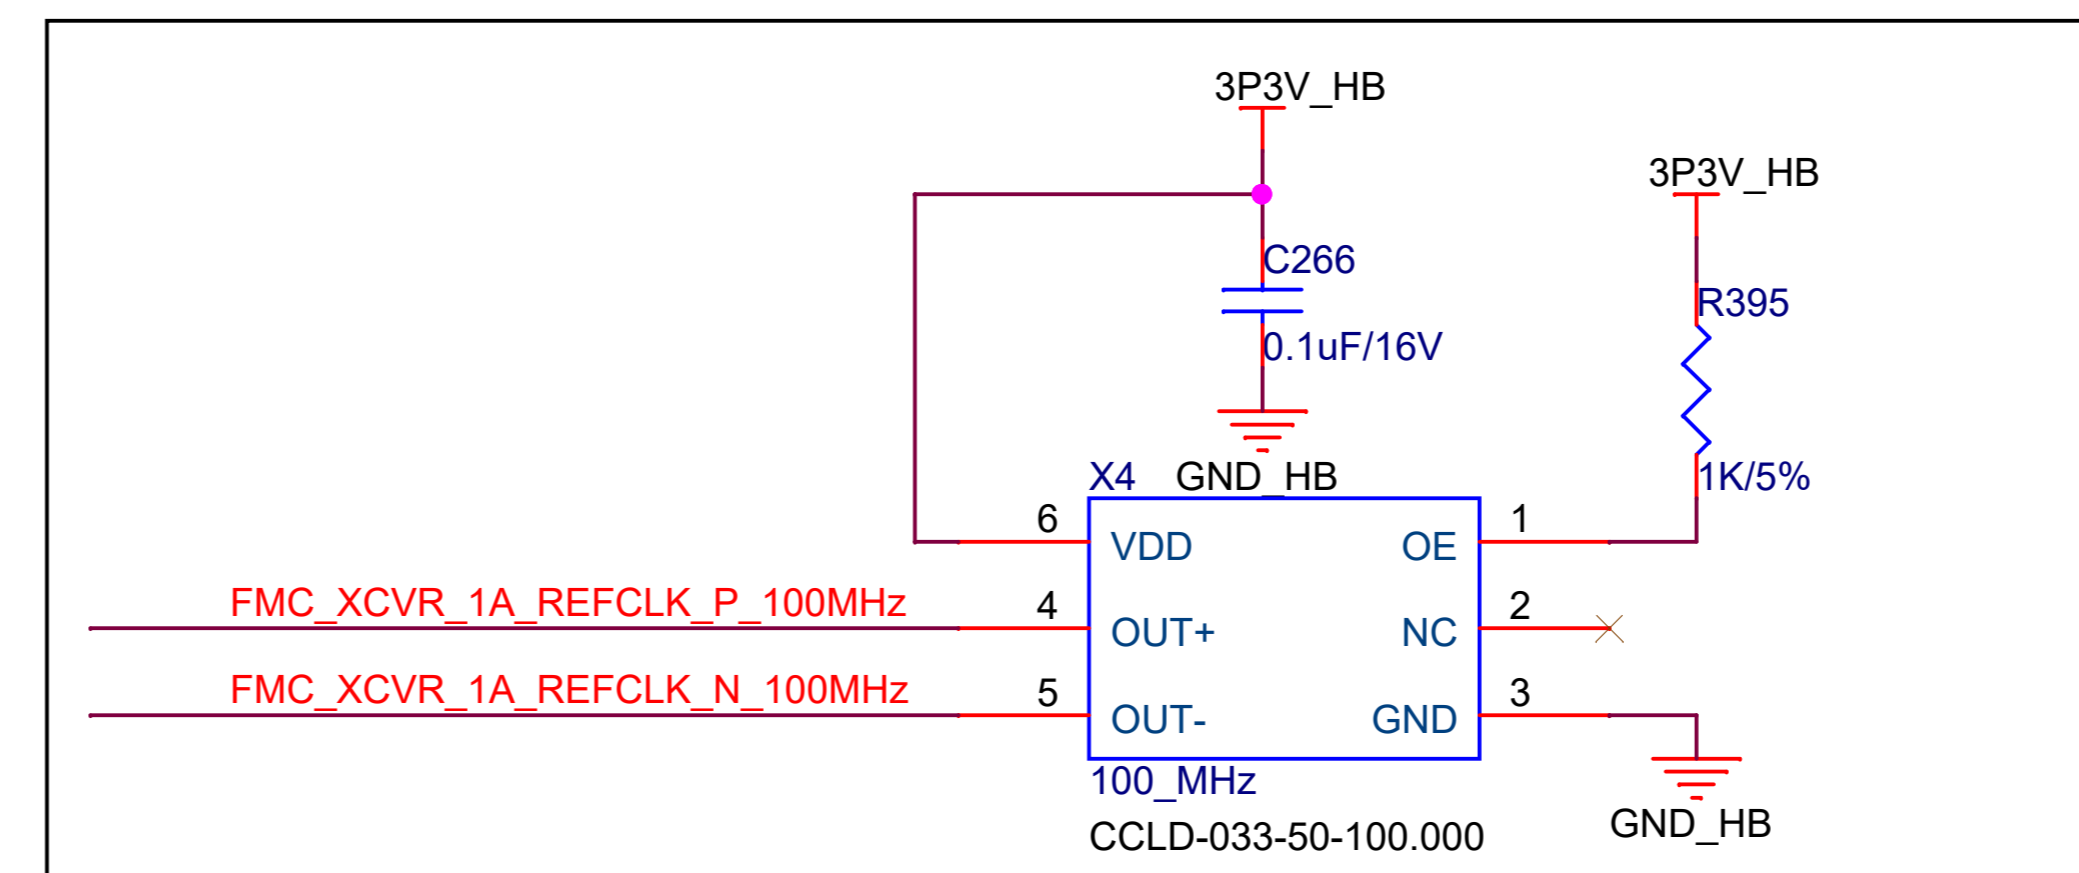 3P3V_HB
3P3V_HB
C266
R395
0.1uF/16V
X4 GND_HB
1K/5%
6 VDD OE 1
FMC_XCVR_1A_REFCLK_P_100MHz 4 OUT+ NC 2
FMC_XCVR_1A_REFCLK_N_100MHz 5 OUT- GND 3
100_MHz
GND_HB
CCLD-033-50-100.000